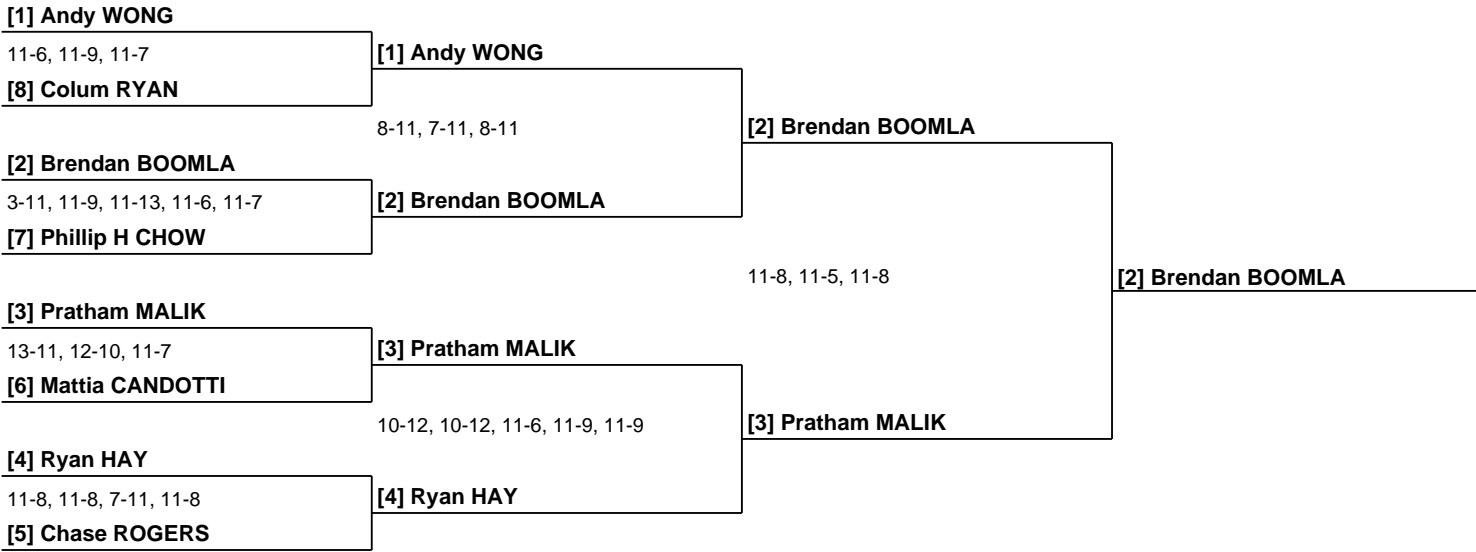 [1] Andy WONG
11-6, 11-9, 11-7
[1] Andy WONG
[8] Colum RYAN
8-11, 7-11, 8-11
[2] Brendan BOOMLA
[2] Brendan BOOMLA
3-11, 11-9, 11-13, 11-6, 11-7
[2] Brendan BOOMLA
[7] Phillip H CHOW
11-8, 11-5, 11-8
[2] Brendan BOOMLA
[3] Pratham MALIK
13-11, 12-10, 11-7
[3] Pratham MALIK
[6] Mattia CANDOTTI
10-12, 10-12, 11-6, 11-9, 11-9
[3] Pratham MALIK
[4] Ryan HAY
11-8, 11-8, 7-11, 11-8
[4] Ryan HAY
[5] Chase ROGERS